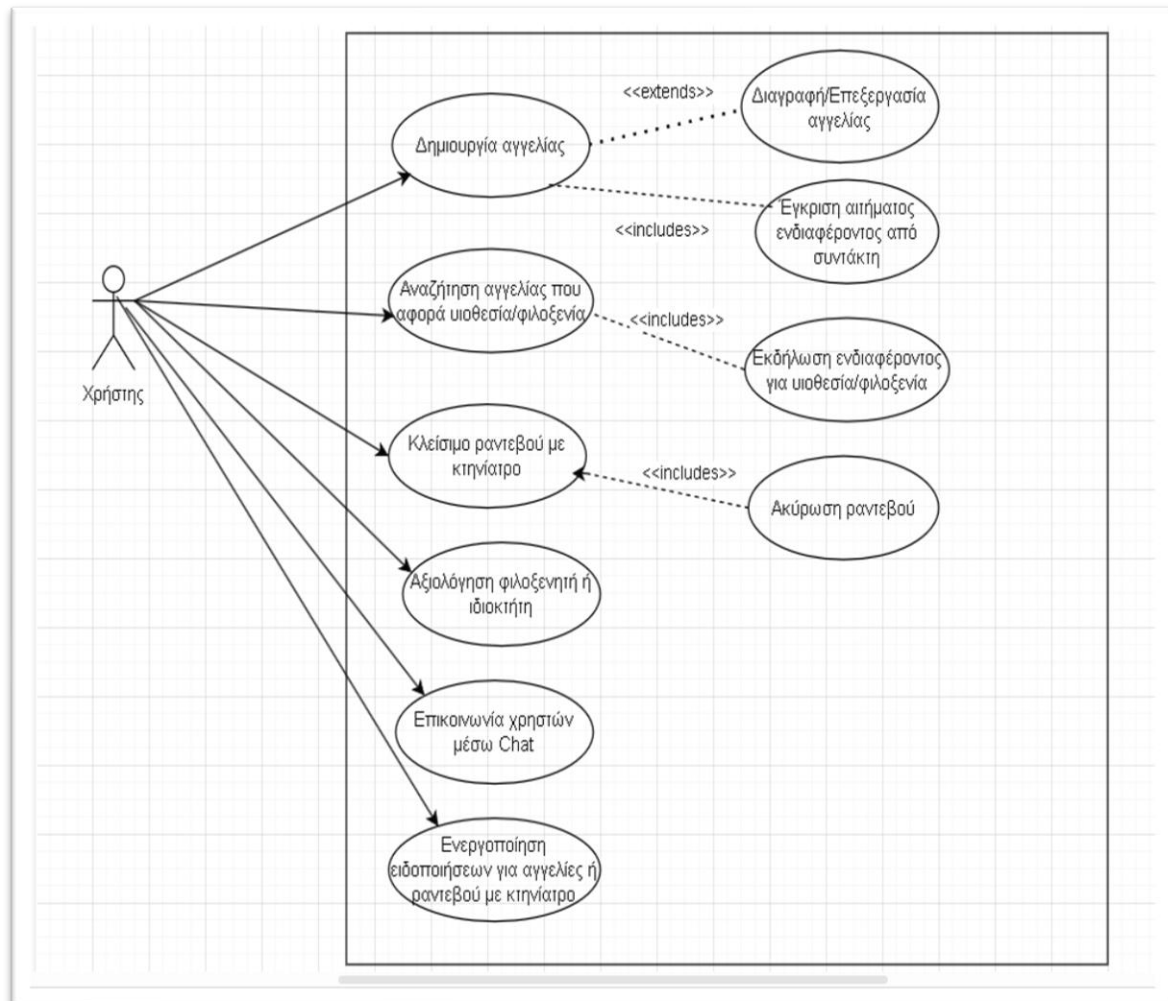 <<extends>>
Διαγραφή/Επεξεργασία
αγγελίας
Δημιουργία αγγελίας
<<includes>>
Έγκριση αιτήματος
ενδιαφέροντος από
συντάκτη
Αναζήτηση αγγελίας που
αφορά υιοθεσία/φιλοξενία
<<includes>>
Εκδήλωση ενδιαφέροντος
για υιοθεσία/φιλοξενία
Χρήστης
Κλείσιμο ραντεβού με
κτηνίατρο
<<includes>>
Ακύρωση ραντεβού
Αξιολόγηση φιλοξενητή ή
ιδιοκτήτη
Επικοινωνία χρηστών
μέσω Chat
Ενεργοποίηση
ειδοποιήσεων για αγγελίες ή
ραντεβού με κτηνίατρο